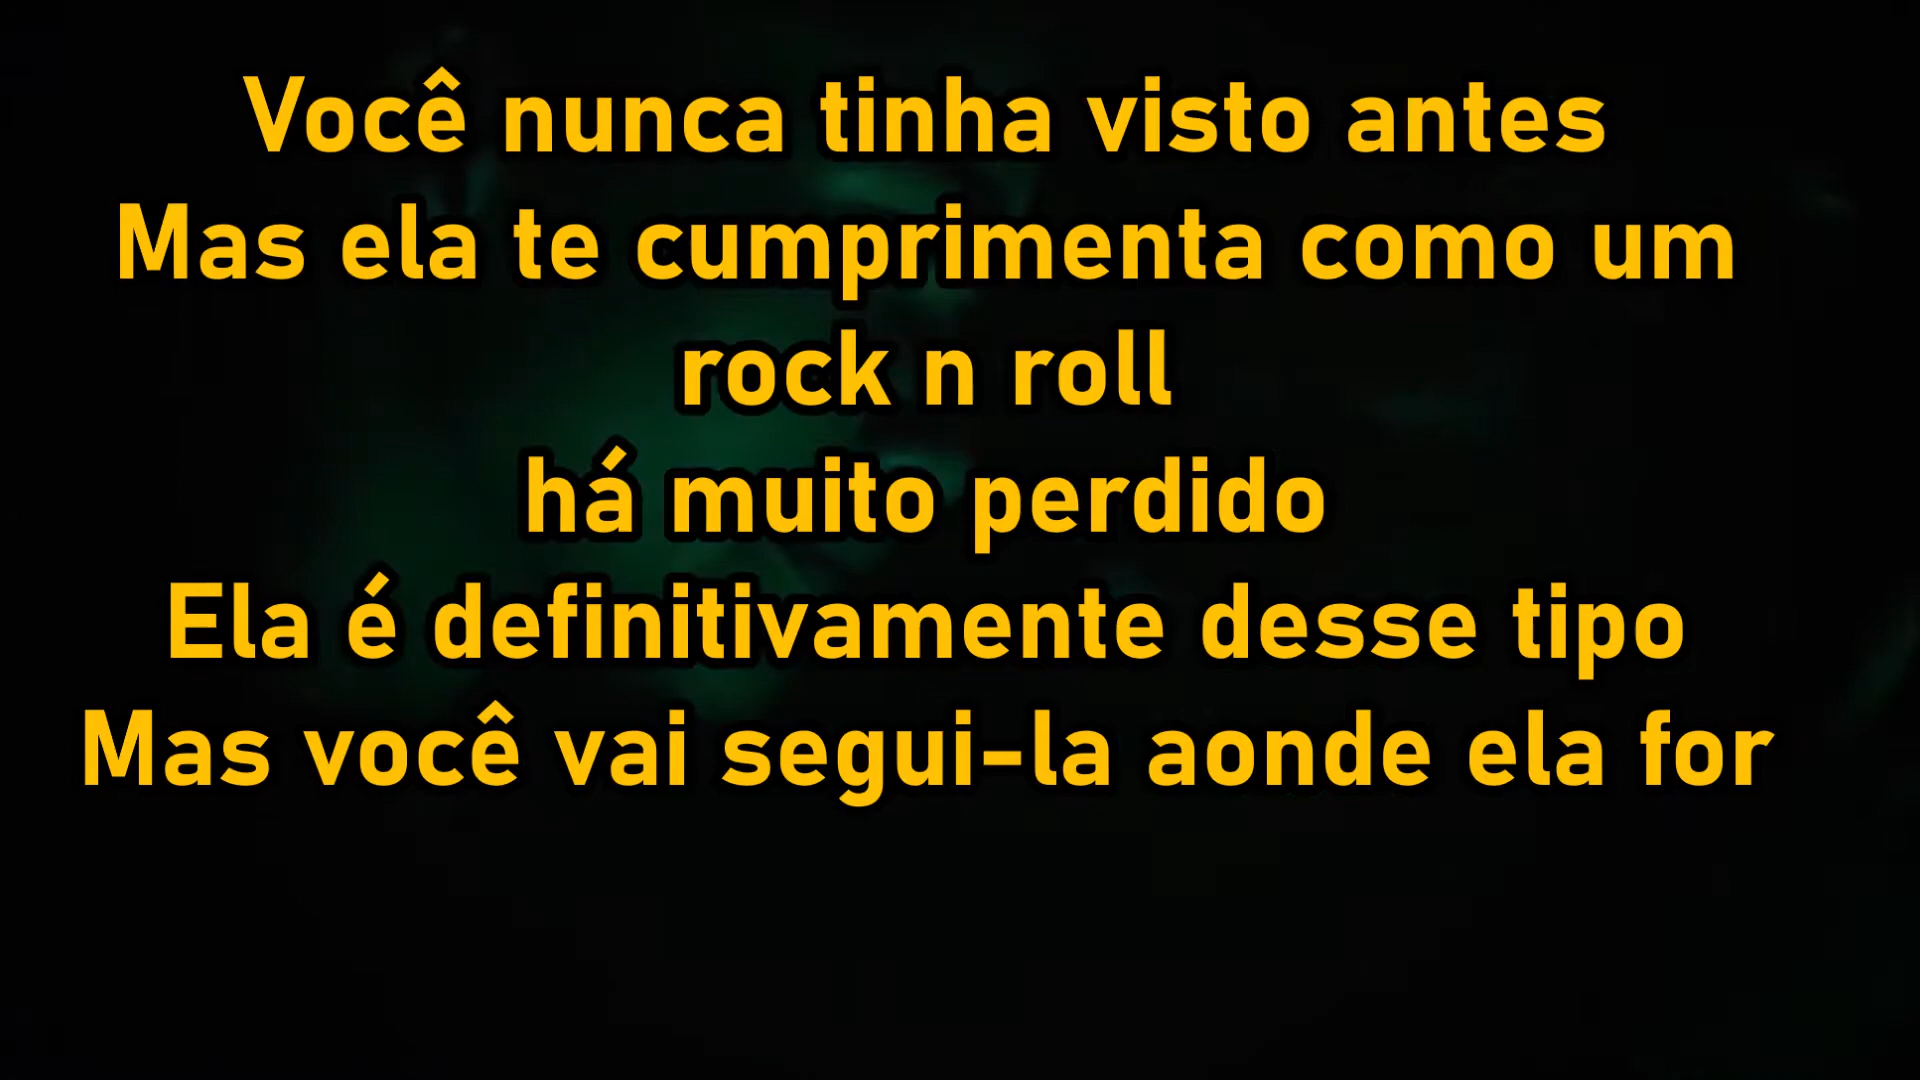 Você nunca tinha visto antes
Mas ela te cumprimenta como um
rock n roll
há muito perdido
Ela é definitivamente desse tipo
Mas você vai segui-la aonde ela for